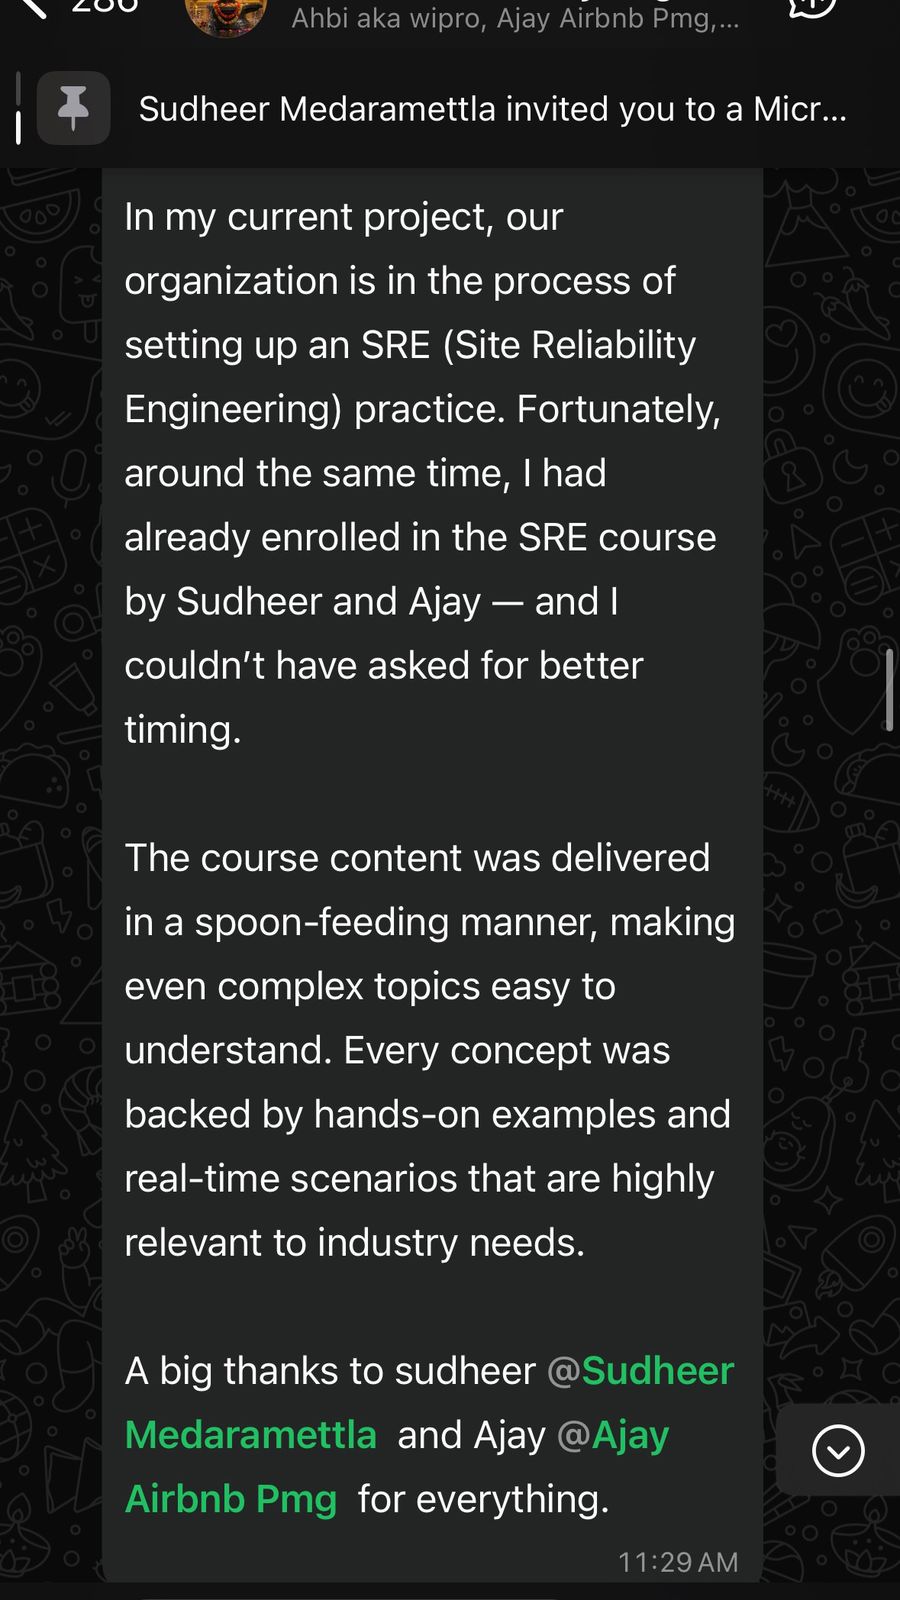 286
Ahbi aka wipro, Ajay Airbnb Pmg,...
Sudheer Medaramettla invited you to a Micr...
In my current project, our
organization is in the process of
setting up an SRE (Site Reliability
Engineering) practice. Fortunately,
around the same time, I had
already enrolled in the SRE course
by Sudheer and Ajay — and I
couldn’t have asked for better
timing.
The course content was delivered
in a spoon-feeding manner, making
even complex topics easy to
understand. Every concept was
backed by hands-on examples and
real-time scenarios that are highly
relevant to industry needs.
A big thanks to sudheer @Sudheer
Medaramettla and Ajay @Ajay
Airbnb Pmg for everything.
11:29 AM